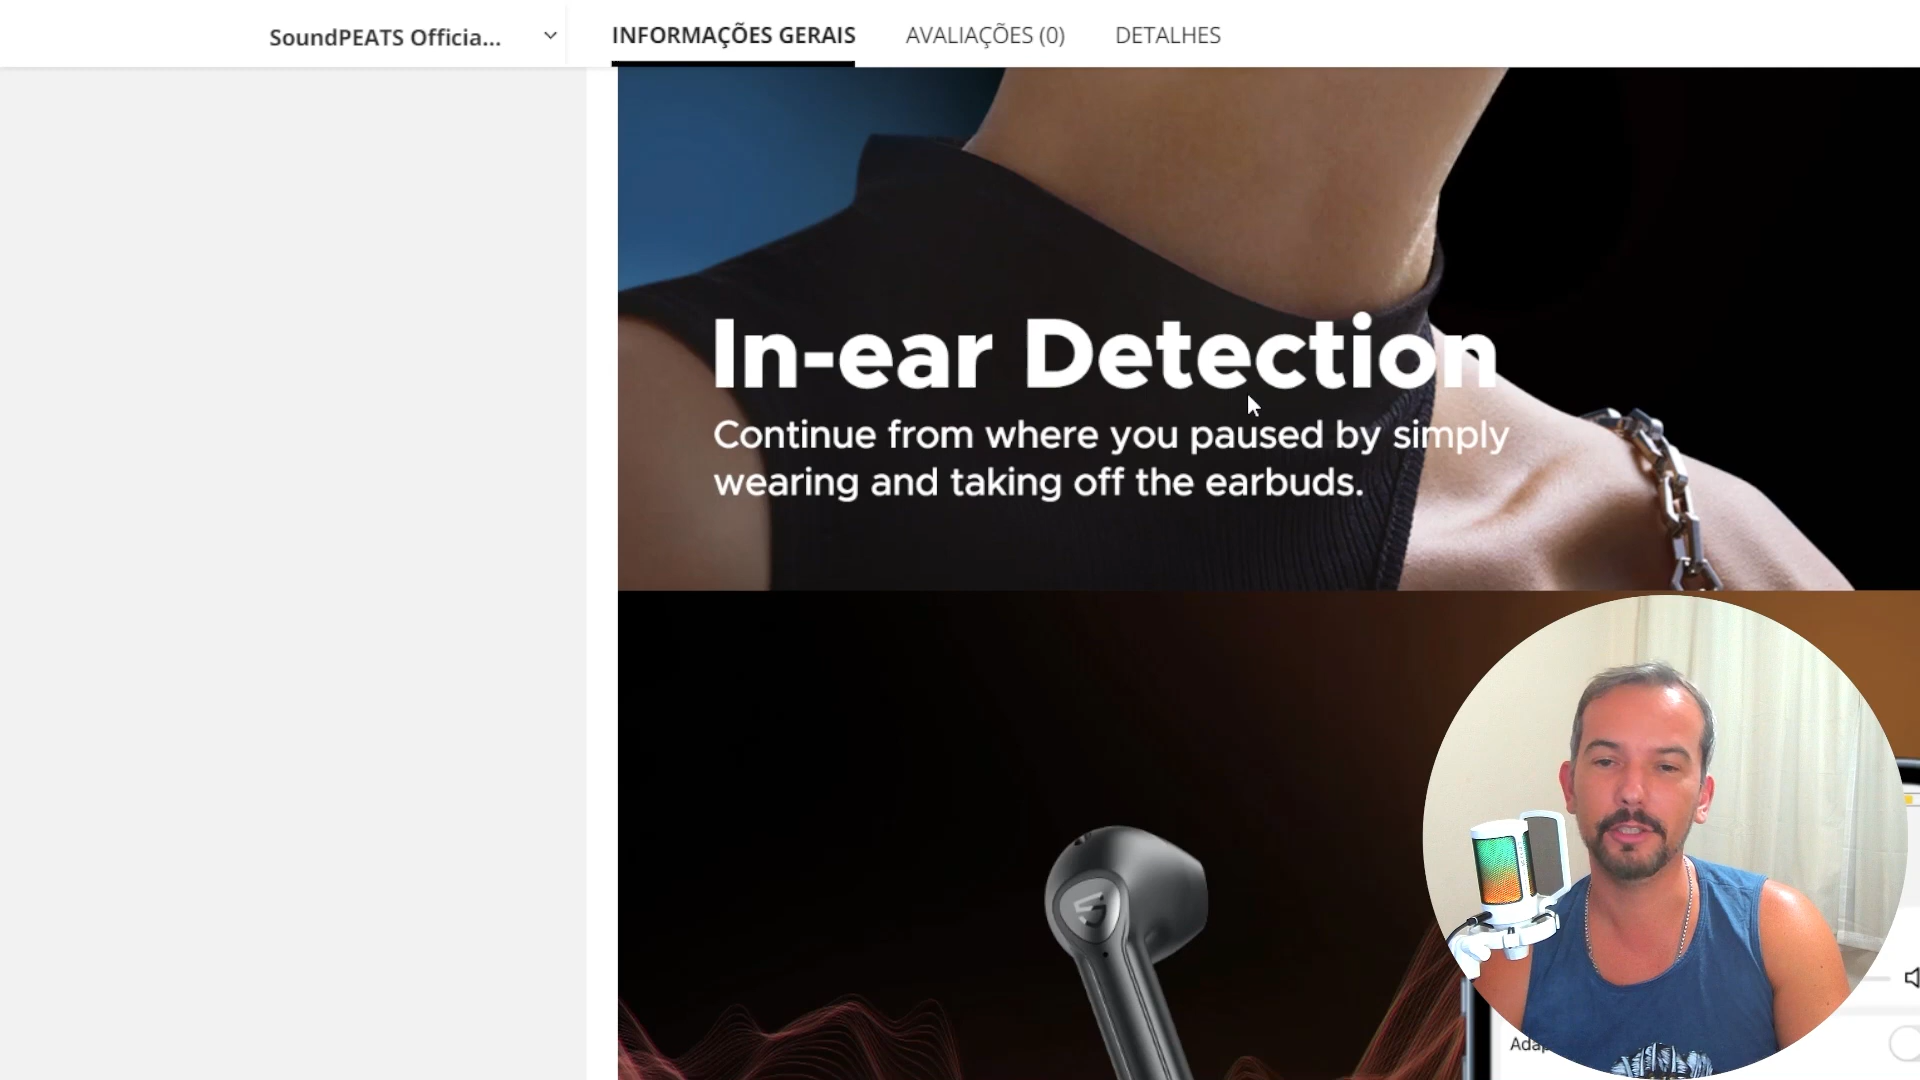 SoundPEATS Officia...
INFORMAÇÕES GERAIS
AVALIAÇÕES (0)
DETALHES
In-ear Detection
Continue from where you paused by simply
wearing and taking off the earbuds.